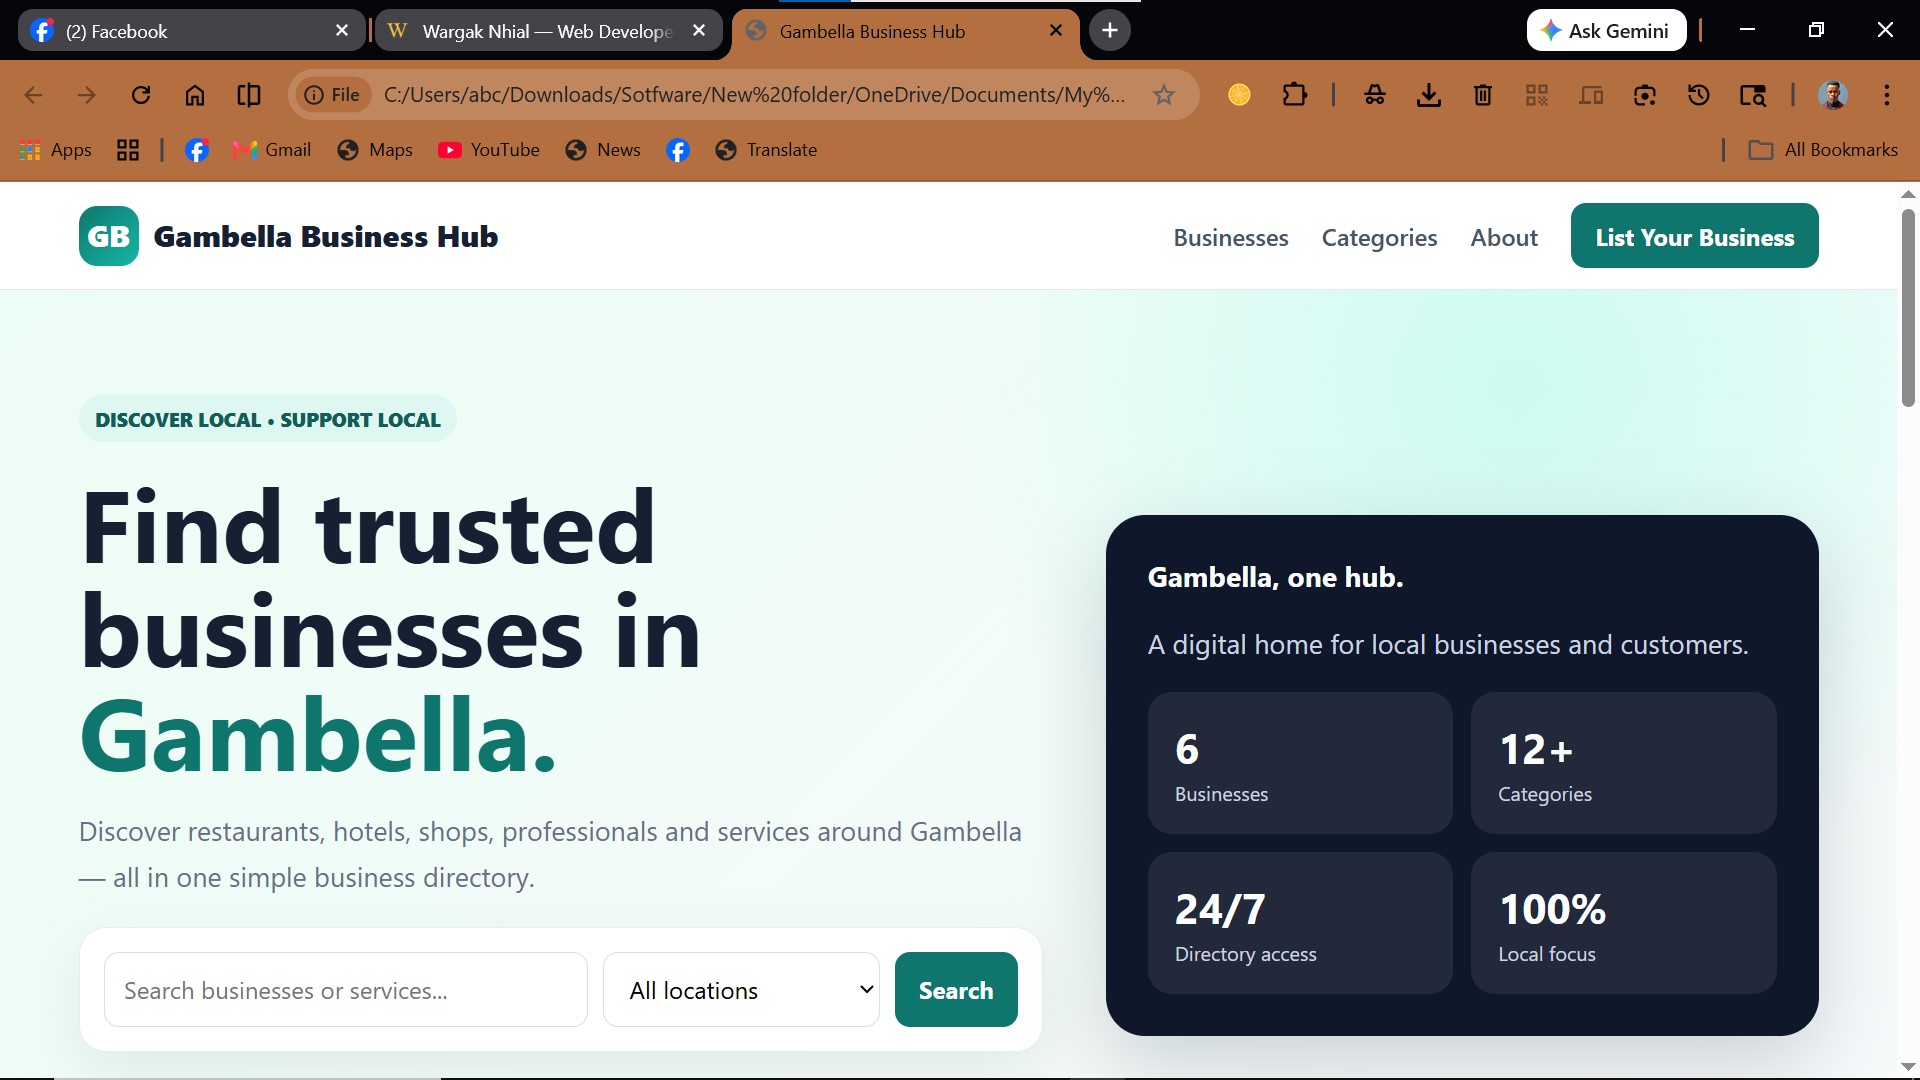 (2) Facebook
Wargak Nhial — Web Develope
Gambella Business Hub
Ask Gemini
File
C:/Users/abc/Downloads/Sotfware/New%20folder/OneDrive/Documents/My%...
Apps
Gmail
Maps
YouTube
News
Translate
All Bookmarks
GB
Gambella Business Hub
Businesses
Categories
About
List Your Business
DISCOVER LOCAL • SUPPORT LOCAL
Find trusted
businesses in
Gambella.
Discover restaurants, hotels, shops, professionals and services around Gambella
— all in one simple business directory.
Search businesses or services...
All locations
Search
Gambella, one hub.
A digital home for local businesses and customers.
6
Businesses
12+
Categories
24/7
Directory access
100%
Local focus